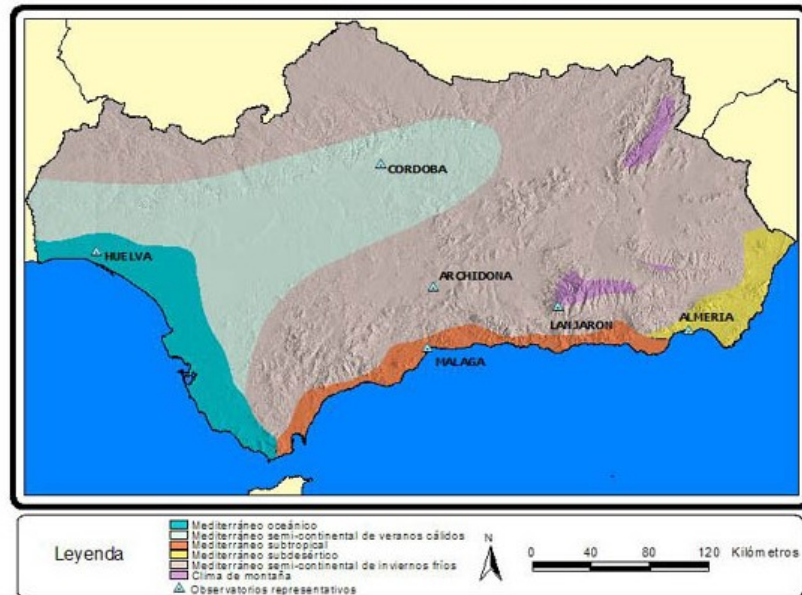 CORDOBA
HUELVA
ARCHIDONA
LANJARON
ALMERIA
MALAGA
Leyenda
Mediterráneo oceánico
Mediterráneo semi-continental de veranos cálidos
Mediterráneo subtropical
Mediterráneo subdesértico
Mediterráneo semi-continental de inviernos fríos
Clima de montaña
Observatorios representativos
N
0 40 80 120 Kilómetros